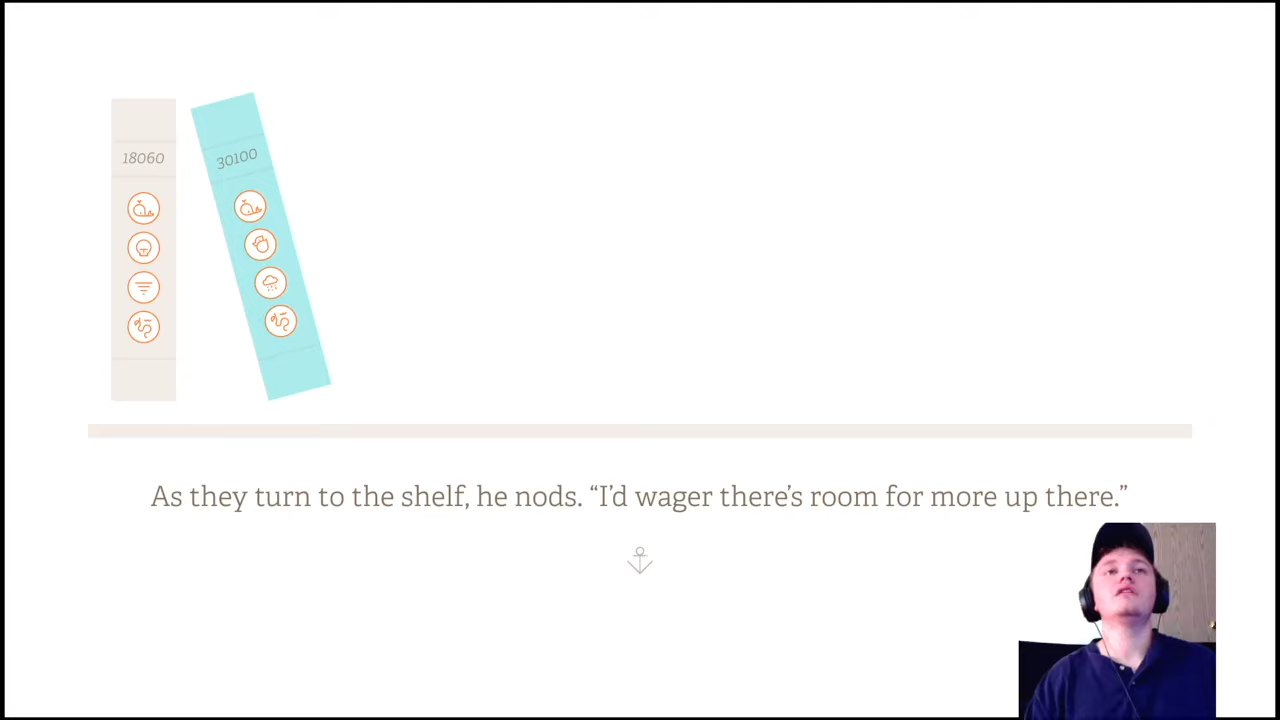 18060
30100
As they turn to the shelf, he nods. “I’d wager there’s room for more up there.”